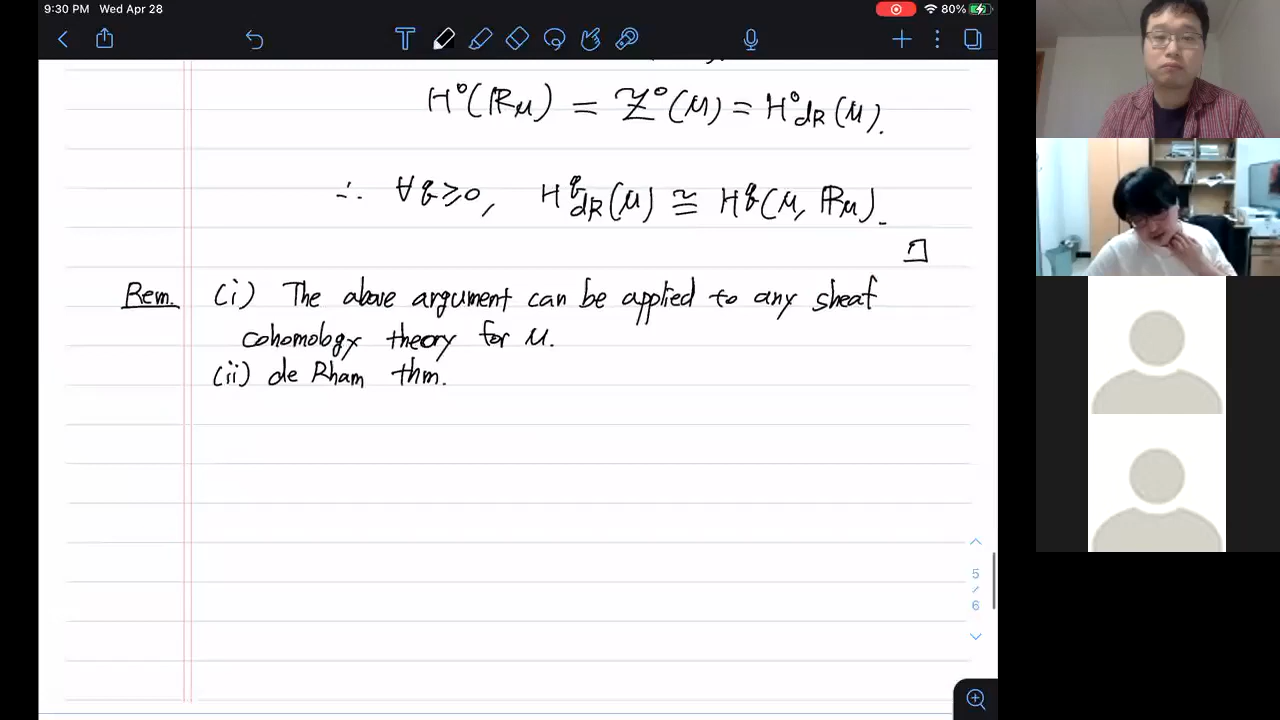 9:30 PM Wed Apr 28
80%
H⁰(ℝ_M) = Z⁰(M) = H⁰_dR(M).
∴ ∀q≥0, H^q_dR(M) ≅ H^q(M, ℝ_M).
Rem. (i) The above argument can be applied to any sheaf
cohomology theory for M.
(ii) de Rham thm.
5
/
6